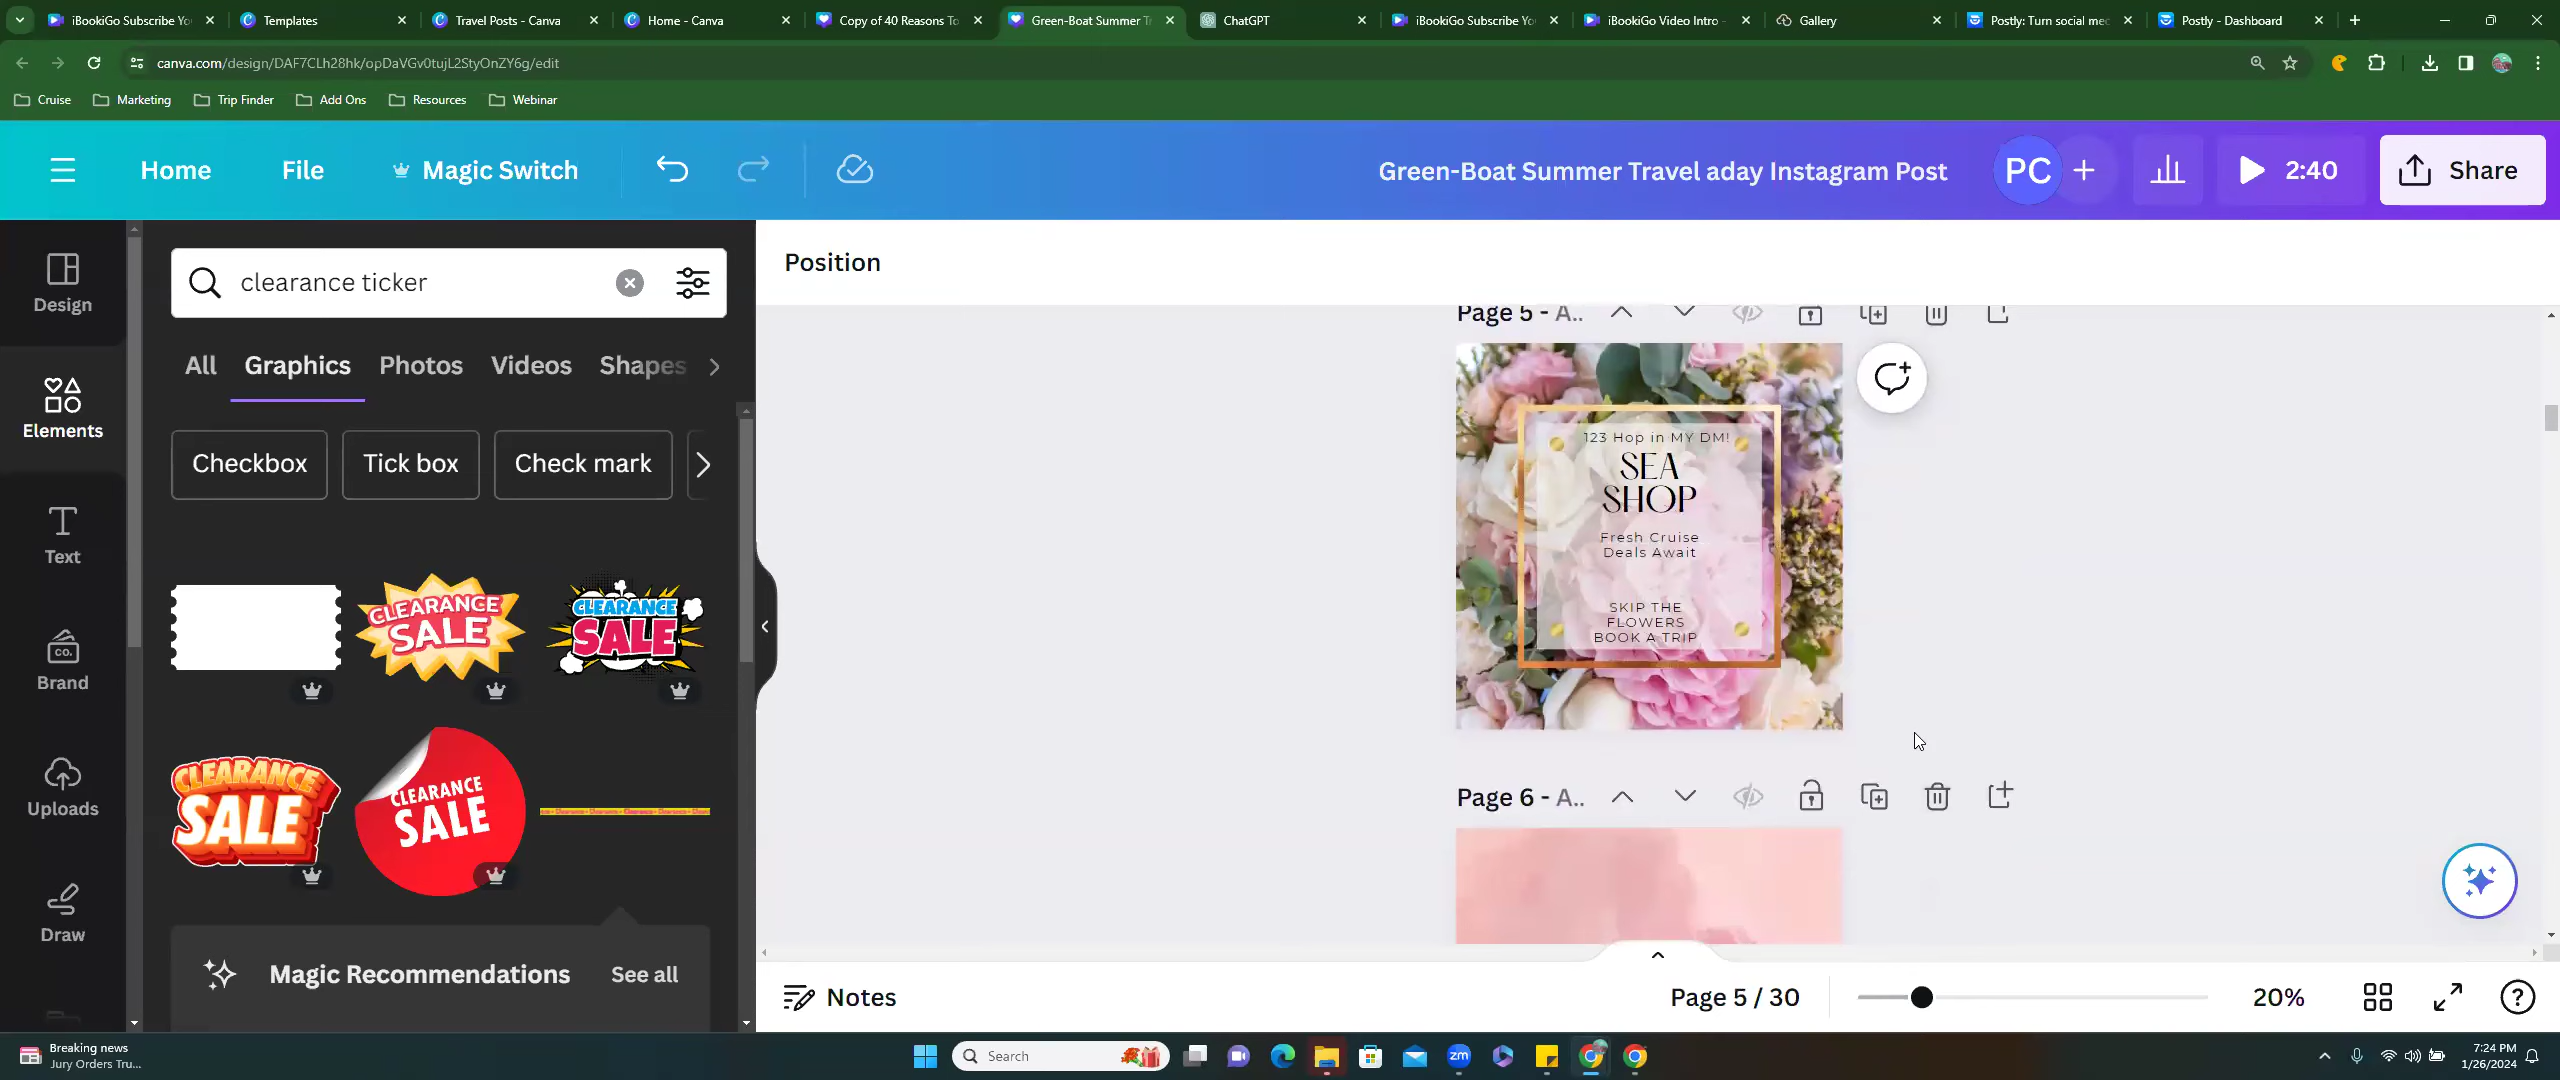 iBookiGo Subscribe Yo
Templates
Travel Posts - Canva
Home - Canva
Copy of 40 Reasons To
Green-Boat Summer Tr
ChatGPT
iBookiGo Subscribe Yo
iBookiGo Video Intro -
Gallery
Postly: Turn social med
Postly - Dashboard
canva.com/design/DAF7CLh28hk/opDaVGv0tujL2StyOnZY6g/edit
Cruise
Marketing
Trip Finder
Add Ons
Resources
Webinar
Home
File
Magic Switch
Green-Boat Summer Travel aday Instagram Post
PC
2:40
Share
Design
Elements
Text
CO.
Brand
Uploads
Draw
clearance ticker
All
Graphics
Photos
Videos
Shapes
Checkbox
Tick box
Check mark
CLEARANCE
SALE
CLEARANCE
SALE
CLEARANCE
SALE
CLEARANCE
SALE
Magic Recommendations
See all
Position
Page 5 - A..
123 Hop in MY DM!
SEA
SHOP
Fresh Cruise
Deals Await
SKIP THE
FLOWERS
BOOK A TRIP
Page 6 - A..
Notes
Page 5 / 30
20%
Breaking news
Jury Orders Tru...
Search
zm
7:24 PM
1/26/2024